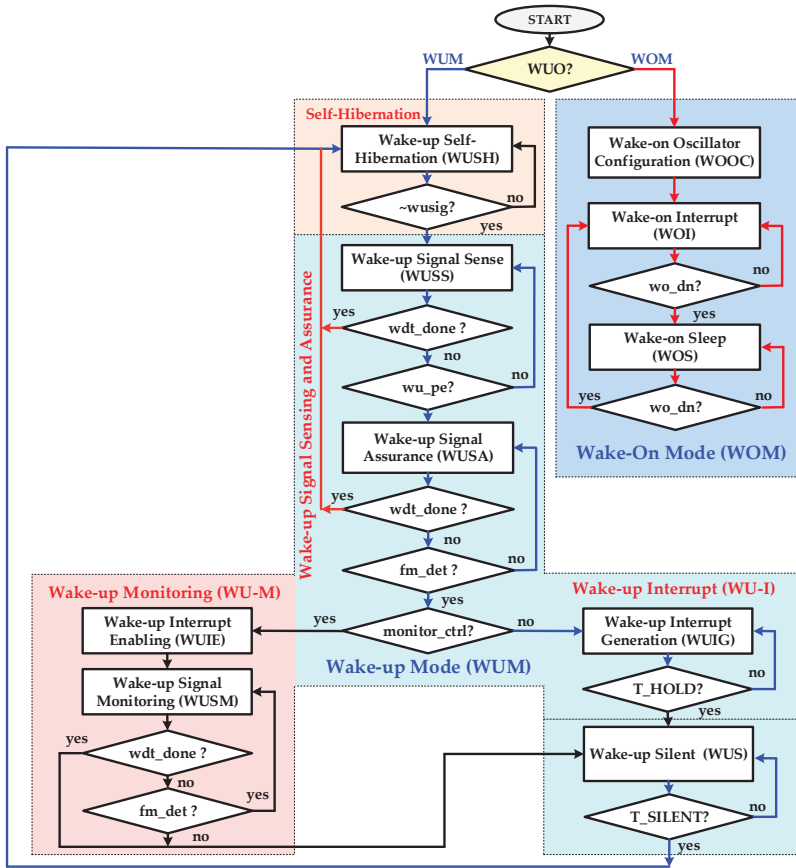 START
WUM
WUO?
WOM
Self-Hibernation
Wake-up Self-
Hibernation (WUSH)
~wusig?
no
yes
Wake-up Signal Sensing and Assurance
Wake-up Signal Sense
(WUSS)
wdt_done ?
yes
no
wu_pe?
no
Wake-up Signal
Assurance (WUSA)
wdt_done ?
yes
no
fm_det ?
no
yes
monitor_ctrl?
yes
no
Wake-up Mode (WUM)
Wake-on Oscillator
Configuration (WOOC)
Wake-on Interrupt
(WOI)
wo_dn?
no
yes
Wake-on Sleep
(WOS)
wo_dn?
yes
no
Wake-On Mode (WOM)
Wake-up Monitoring (WU-M)
Wake-up Interrupt
Enabling (WUIE)
Wake-up Signal
Monitoring (WUSM)
wdt_done ?
yes
no
fm_det ?
yes
no
Wake-up Interrupt (WU-I)
Wake-up Interrupt
Generation (WUIG)
T_HOLD?
no
yes
Wake-up Silent (WUS)
T_SILENT?
no
yes